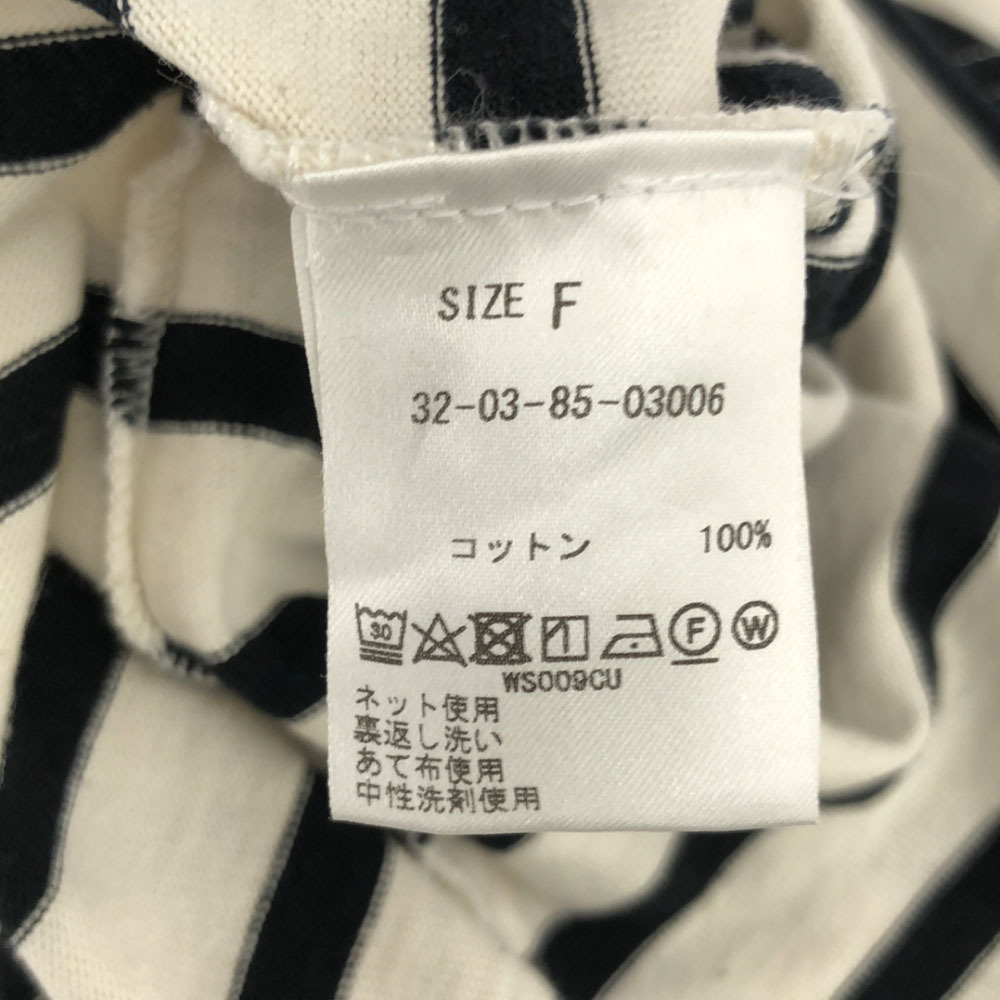 SIZE F
32-03-85-03006
コットン 100%
30 F W
WS009CU
ネット使用
裏返し洗い
あて布使用
中性洗剤使用